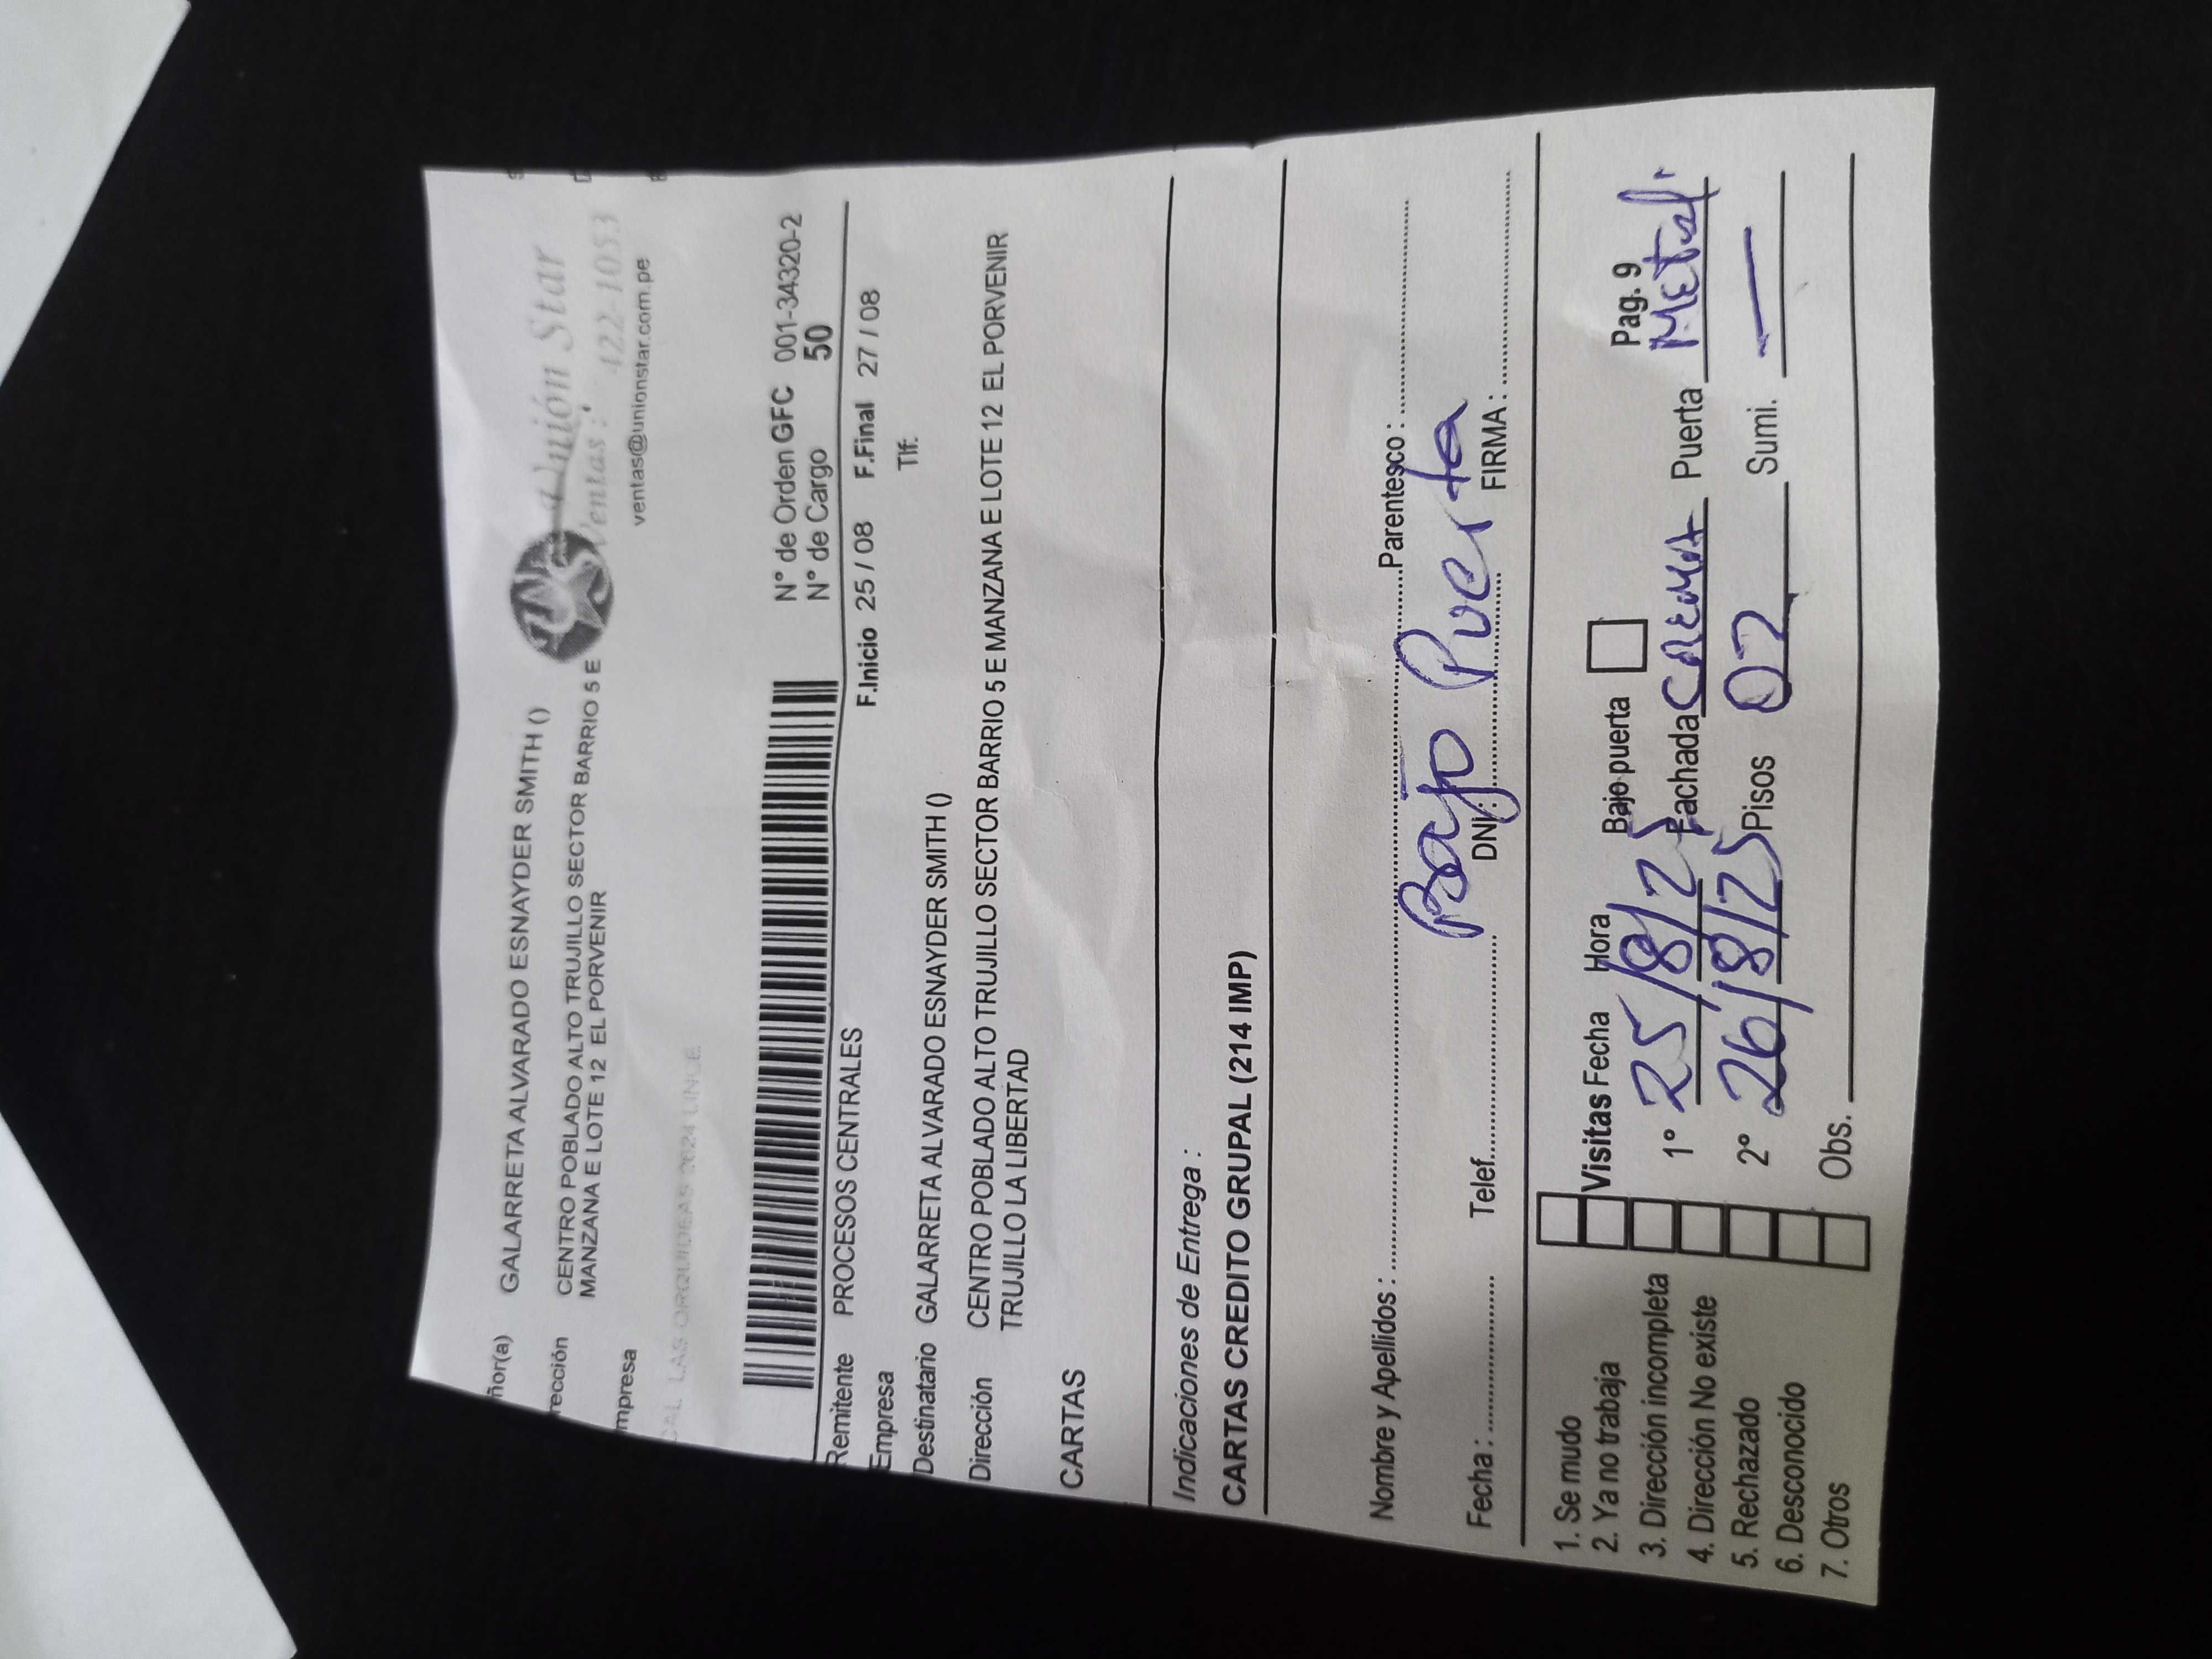 ñor(a) GALARRETA ALVARADO ESNAYDER SMITH ()
rección CENTRO POBLADO ALTO TRUJILLO SECTOR BARRIO 5 E
MANZANA E LOTE 12 EL PORVENIR
mpresa
Unión Star
Ventas : 422-1053
ventas@unionstar.com.pe
LAS ORQUIDEAS 2624 LINCE
N° de Orden GFC 001-34320-2
N° de Cargo 50
Remitente PROCESOS CENTRALES
F.Inicio 25 / 08 F.Final 27 / 08
Empresa
Tlf:
Destinatario GALARRETA ALVARADO ESNAYDER SMITH ()
Dirección CENTRO POBLADO ALTO TRUJILLO SECTOR BARRIO 5 E MANZANA E LOTE 12 EL PORVENIR
TRUJILLO LA LIBERTAD
CARTAS
Indicaciones de Entrega :
CARTAS CREDITO GRUPAL (214 IMP)
Nombre y Apellidos : Parentesco :
Bajo Puerta
Fecha : Telef. DNI : FIRMA :
1. Se mudo
2. Ya no trabaja
3. Dirección incompleta
4. Dirección No existe
5. Rechazado
6. Desconocido
7. Otros
Visitas Fecha Hora Bajo puerta Pag. 9
1° 25/8/25 Fachada CREMA Puerta Metal
2° 26/8/25 Pisos 02 Sumi. —
Obs.